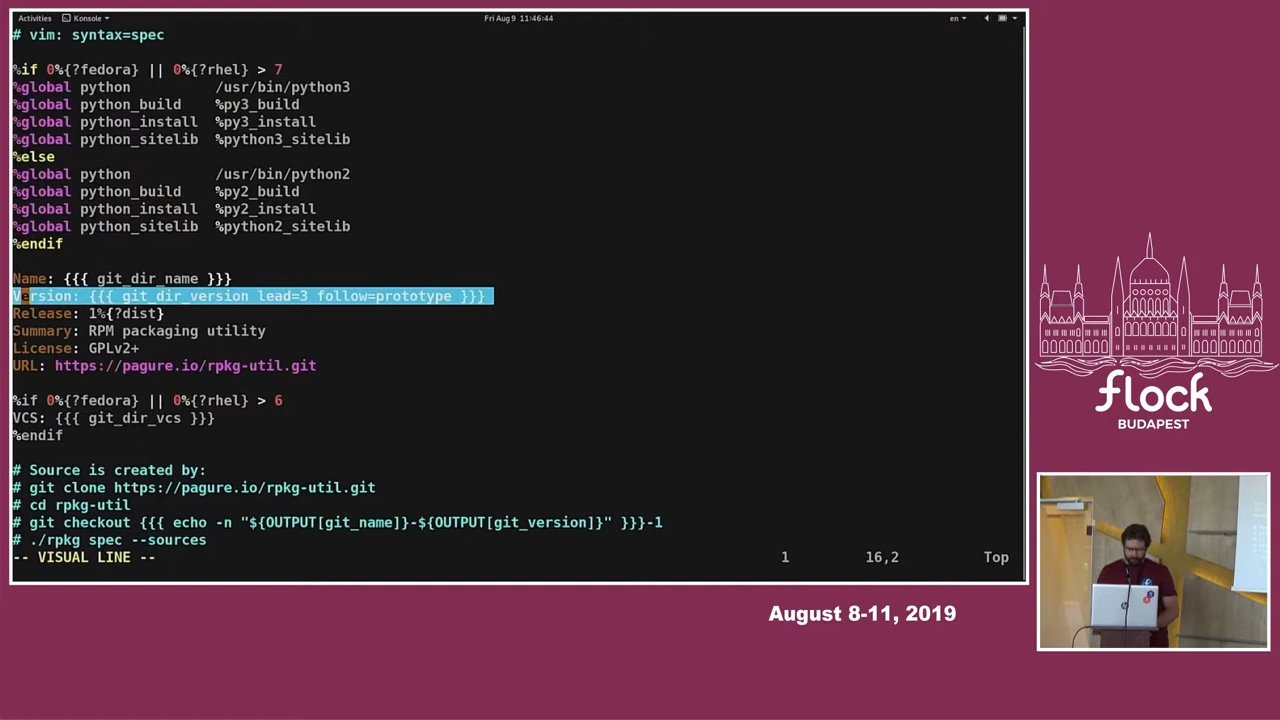 Activities Konsole Fri Aug 9 11:46:44 en
# vim: syntax=spec
%if 0%{?fedora} || 0%{?rhel} > 7
%global python /usr/bin/python3
%global python_build %py3_build
%global python_install %py3_install
%global python_sitelib %python3_sitelib
%else
%global python /usr/bin/python2
%global python_build %py2_build
%global python_install %py2_install
%global python_sitelib %python2_sitelib
%endif
Name: {{{ git_dir_name }}}
Version: {{{ git_dir_version lead=3 follow=prototype }}}
Release: 1%{?dist}
Summary: RPM packaging utility
License: GPLv2+
URL: https://pagure.io/rpkg-util.git
%if 0%{?fedora} || 0%{?rhel} > 6
VCS: {{{ git_dir_vcs }}}
%endif
# Source is created by:
# git clone https://pagure.io/rpkg-util.git
# cd rpkg-util
# git checkout {{{ echo -n "${OUTPUT[git_name]}-${OUTPUT[git_version]}" }}}-1
# ./rpkg spec --sources
-- VISUAL LINE -- 1 16,2 Top
flock
BUDAPEST
August 8-11, 2019